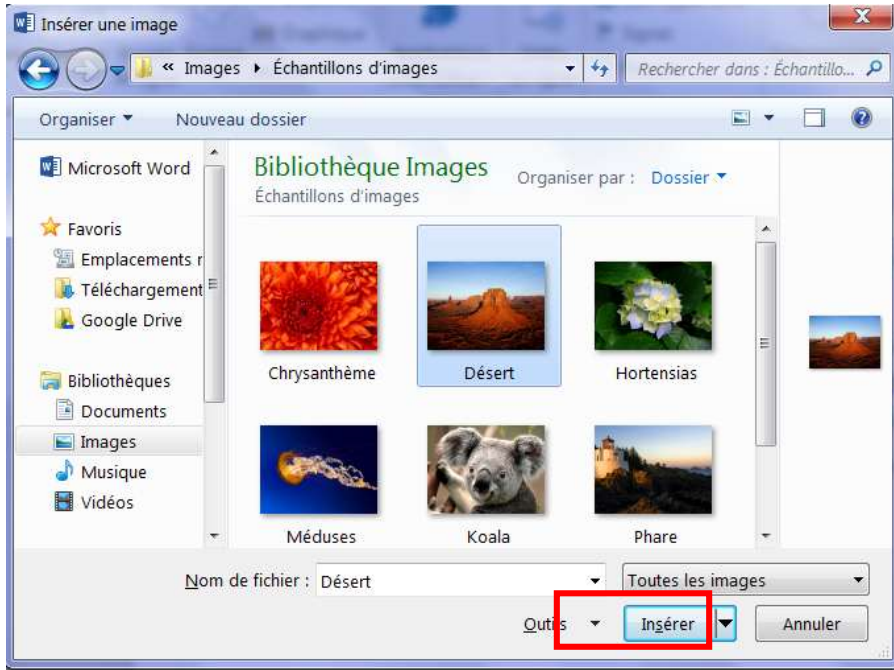 Insérer une image
« Images Échantillons d'images
Rechercher dans : Échantillo...
Organiser Nouveau dossier
Microsoft Word
Favoris
Emplacements r
Téléchargement
Google Drive
Bibliothèques
Documents
Images
Musique
Vidéos
Bibliothèque Images
Échantillons d'images
Organiser par : Dossier
Chrysanthème Désert Hortensias
Méduses Koala Phare
Nom de fichier : Désert Toutes les images
Outils Insérer Annuler